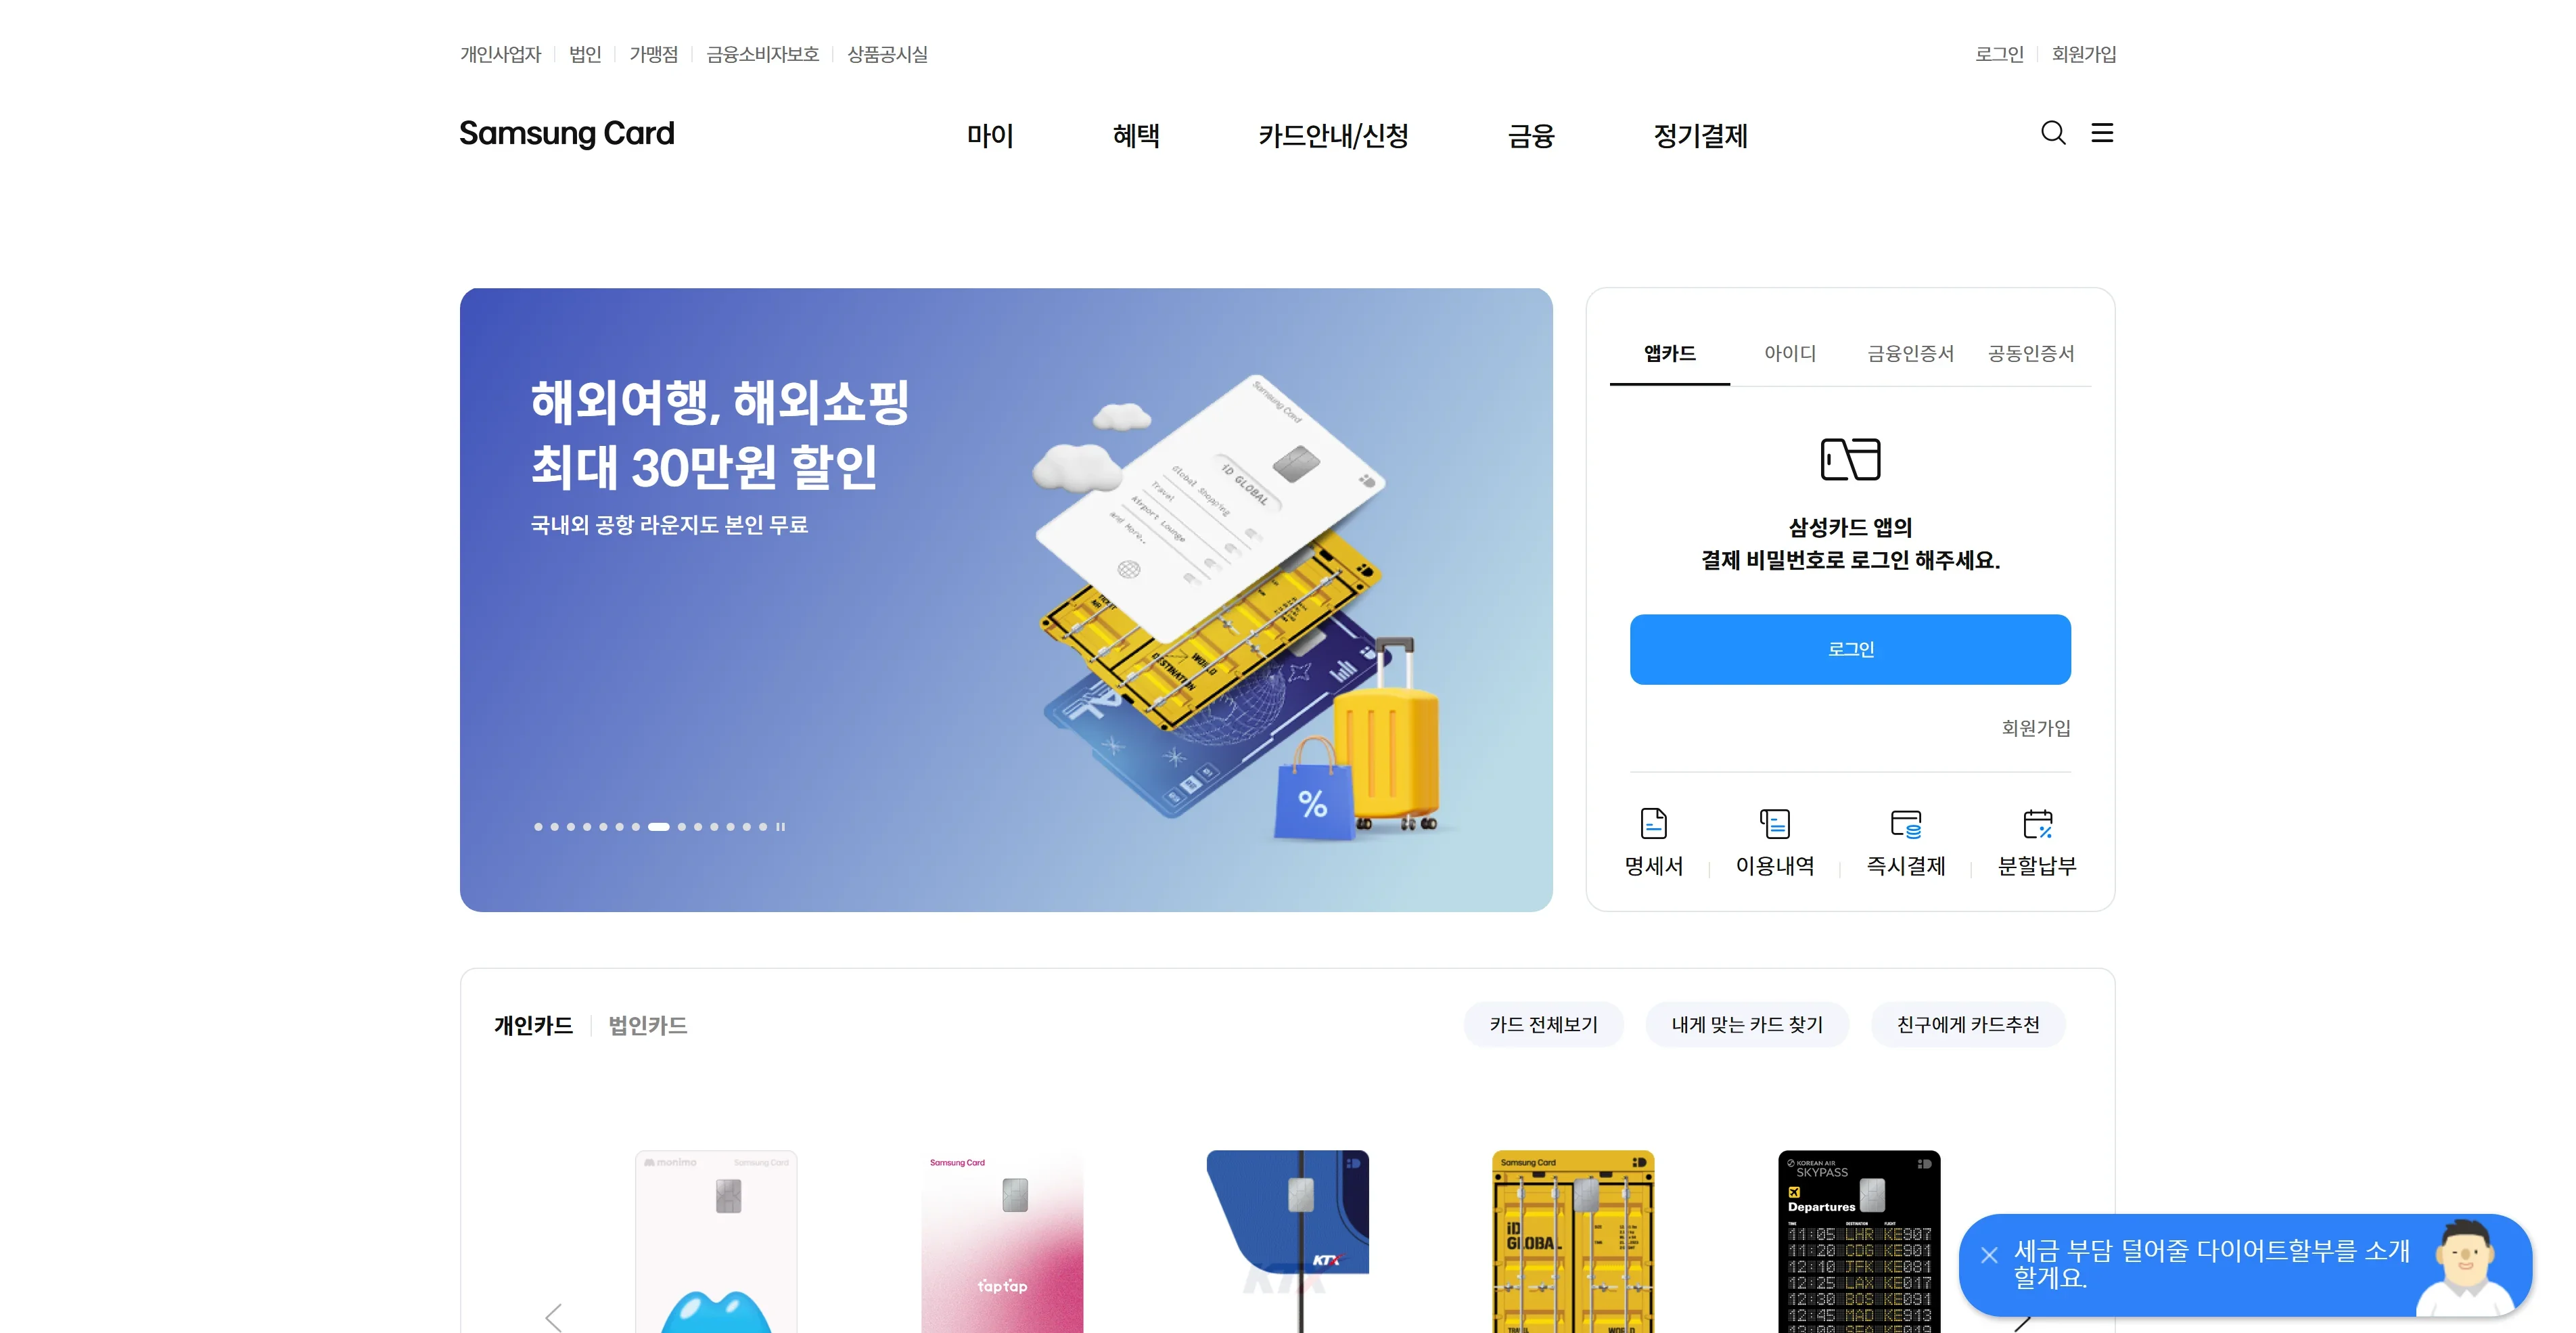 개인사업자
법인
가맹점
금융소비자보호
상품공시실
로그인
회원가입
Samsung Card
마이
혜택
카드안내/신청
금융
정기결제
해외여행, 해외쇼핑
최대 30만원 할인
국내외 공항 라운지도 본인 무료
Samsung Card
iD GLOBAL
Global Shopping
Travel
Airport Lounge
and More..
DESTINATION
WORLD
%
앱카드
아이디
금융인증서
공동인증서
삼성카드 앱의
결제 비밀번호로 로그인 해주세요.
로그인
회원가입
명세서
이용내역
즉시결제
분할납부
개인카드
법인카드
카드 전체보기
내게 맞는 카드 찾기
친구에게 카드추천
monimo
Samsung Card
Samsung Card
taptap
KTX
KTX
Samsung Card
iD
GLOBAL
KOREAN AIR
SKYPASS
Departures
TIME DESTINATION FLIGHT
11:05 LHR KE907
11:20 CDG KE901
12:10 JFK KE081
12:25 LAX KE017
12:30 BOS KE091
12:45 MAD KE913
세금 부담 덜어줄 다이어트할부를 소개
할게요.